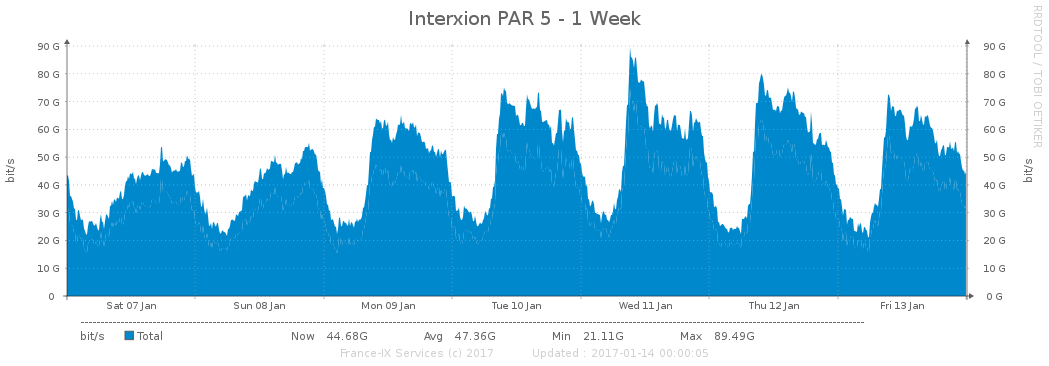 Interxion PAR 5 - 1 Week
RRDTOOL / TOBI OETIKER
bit/s
90 G 90 G
80 G 80 G
70 G 70 G
60 G 60 G
50 G 50 G
40 G 40 G
30 G 30 G
20 G 20 G
10 G 10 G
0 0 G
bit/s
Sat 07 Jan Sun 08 Jan Mon 09 Jan Tue 10 Jan Wed 11 Jan Thu 12 Jan Fri 13 Jan
bit/s Total Now 44.68G Avg 47.36G Min 21.11G Max 89.49G
France-IX Services (c) 2017 Updated : 2017-01-14 00:00:05